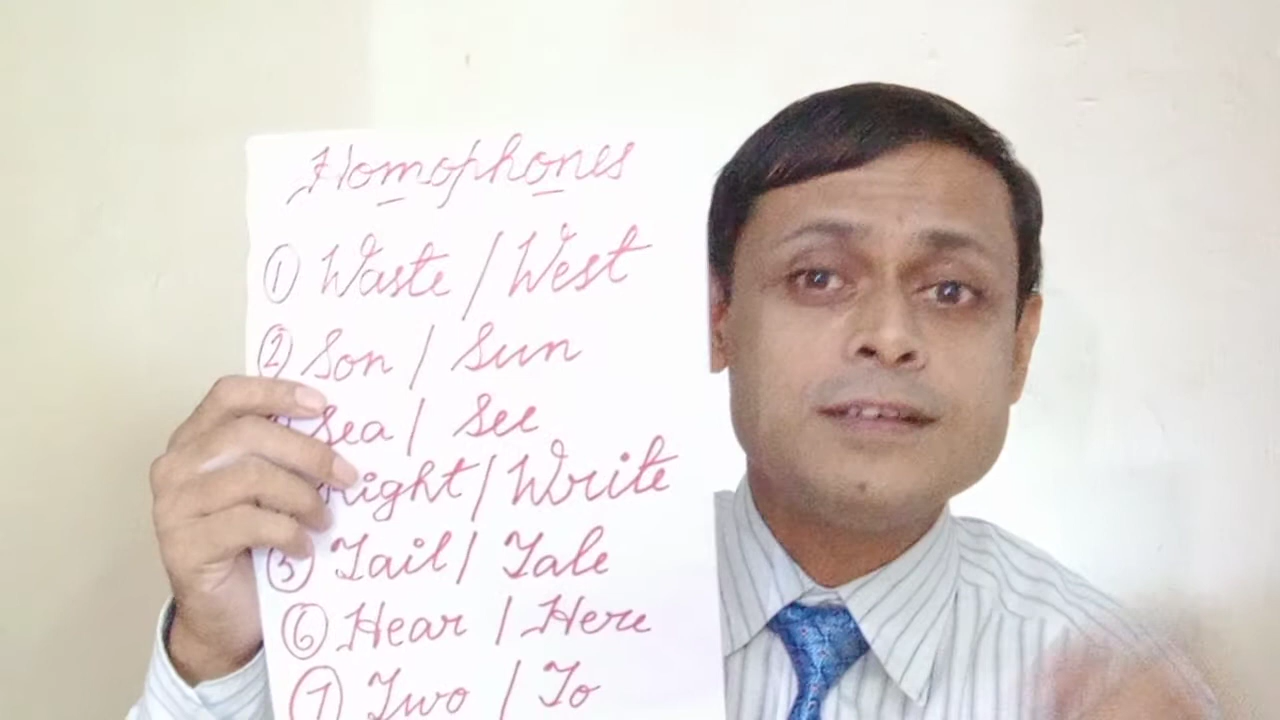 Homophones
① Waste / West
② Son / Sun
Sea / See
Right / Write
⑤ Tail / Tale
⑥ Hear / Here
⑦ Two / To